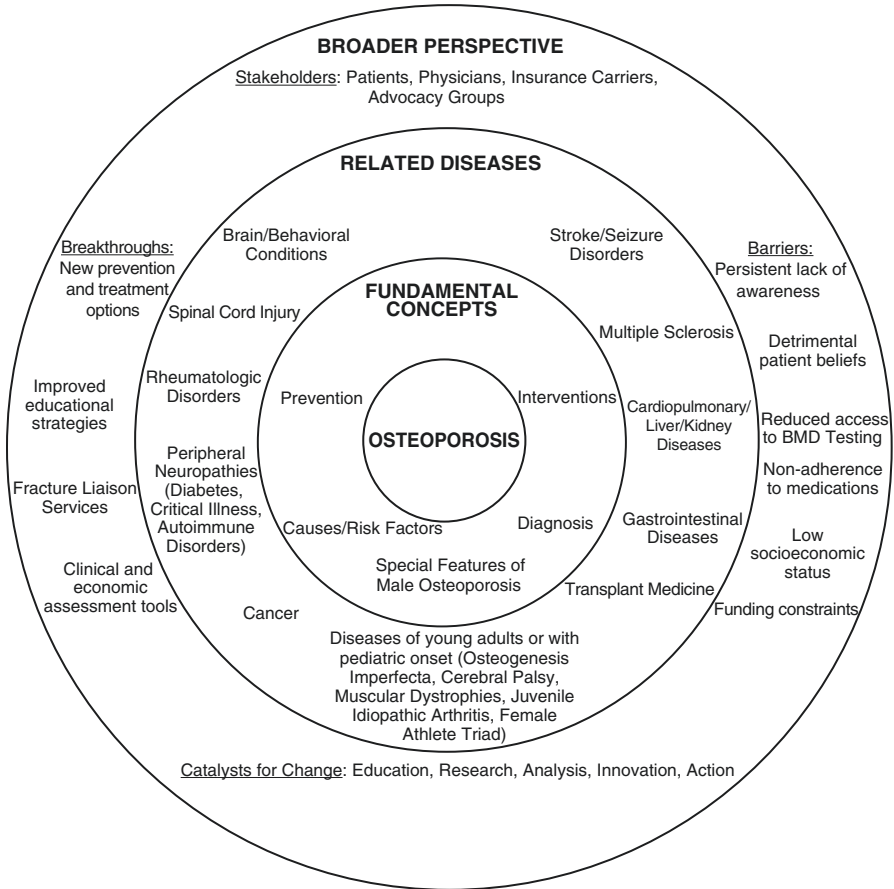 BROADER PERSPECTIVE
Stakeholders: Patients, Physicians, Insurance Carriers,
Advocacy Groups
RELATED DISEASES
Brain/Behavioral
Conditions
Stroke/Seizure
Disorders
Breakthroughs:
New prevention
and treatment
options
Barriers:
Persistent lack of
awareness
FUNDAMENTAL
CONCEPTS
Spinal Cord Injury
Multiple Sclerosis
Detrimental
patient beliefs
Improved
educational
strategies
Rheumatologic
Disorders
Prevention
Interventions
Cardiopulmonary/
Liver/Kidney
Diseases
Reduced access
to BMD Testing
OSTEOPOROSIS
Peripheral
Neuropathies
(Diabetes,
Critical Illness,
Autoimmune
Disorders)
Non-adherence
to medications
Fracture Liaison
Services
Causes/Risk Factors
Diagnosis
Gastrointestinal
Diseases
Low
socioeconomic
status
Clinical and
economic
assessment tools
Special Features of
Male Osteoporosis
Transplant Medicine
Funding constraints
Cancer
Diseases of young adults or with
pediatric onset (Osteogenesis
Imperfecta, Cerebral Palsy,
Muscular Dystrophies, Juvenile
Idiopathic Arthritis, Female
Athlete Triad)
Catalysts for Change: Education, Research, Analysis, Innovation, Action